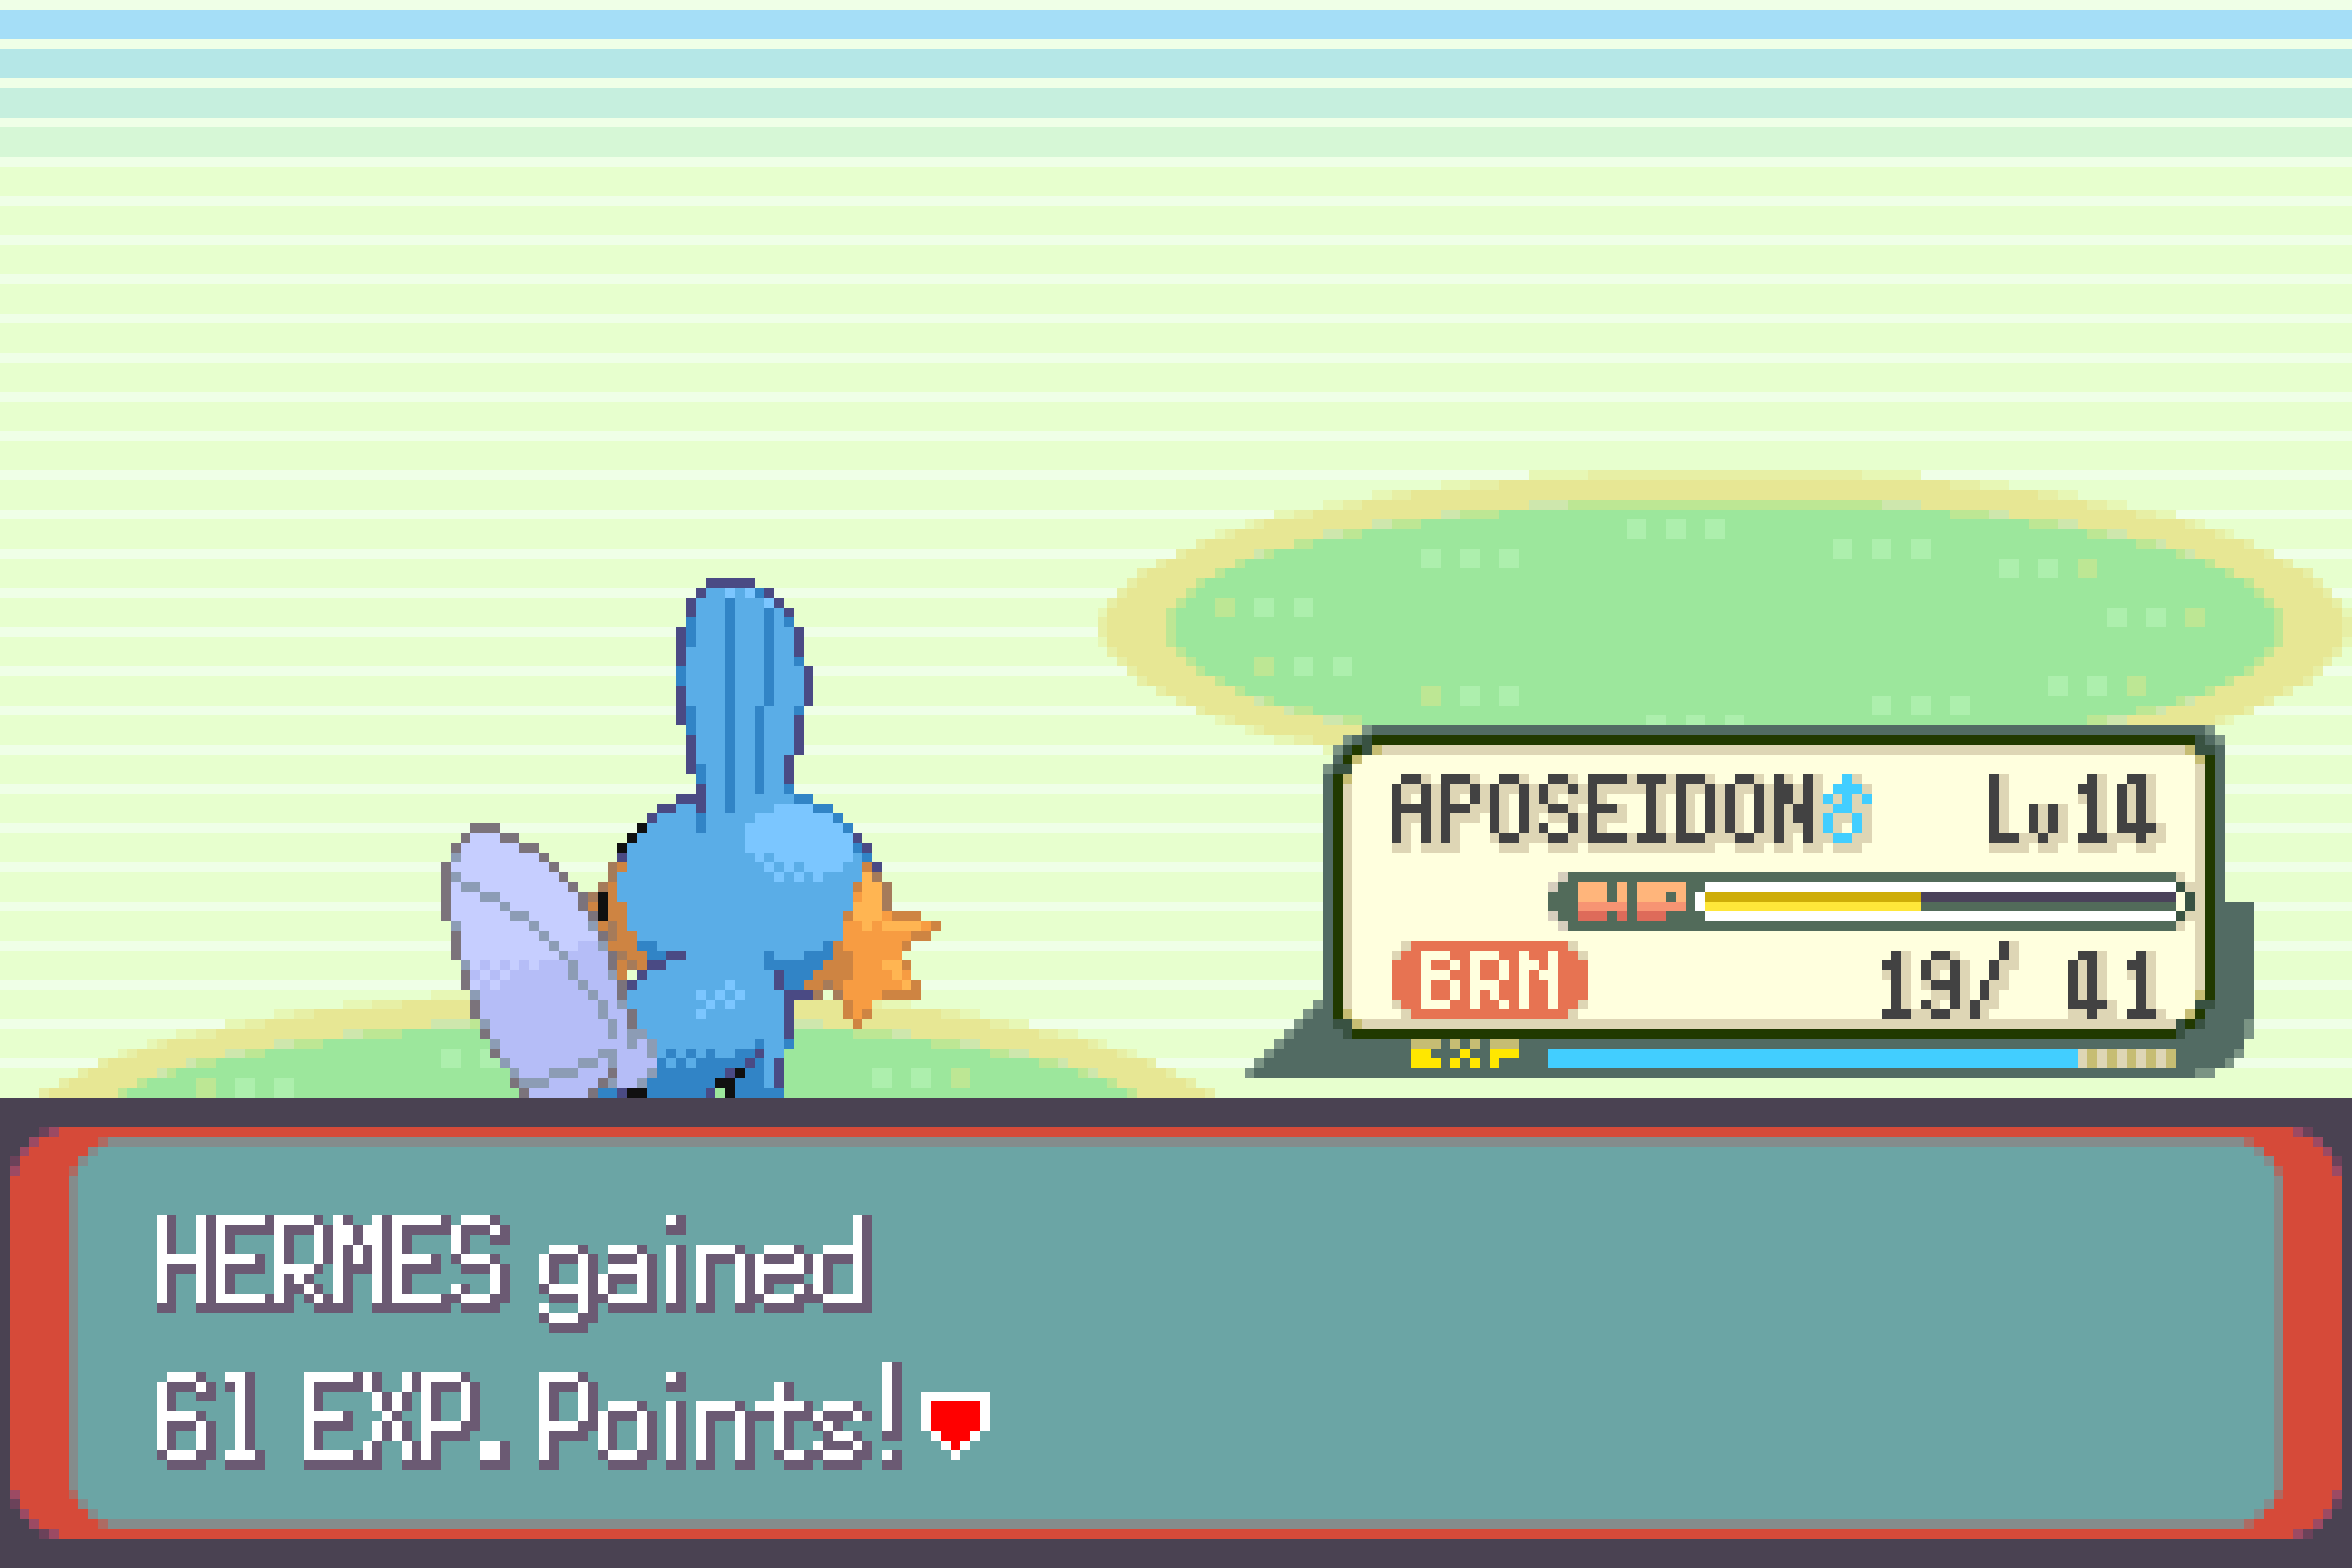 APOSEIDON♂ Lv14
HP
BRN 19/ 41
EXP
HERMES gained
61 EXP. Points!